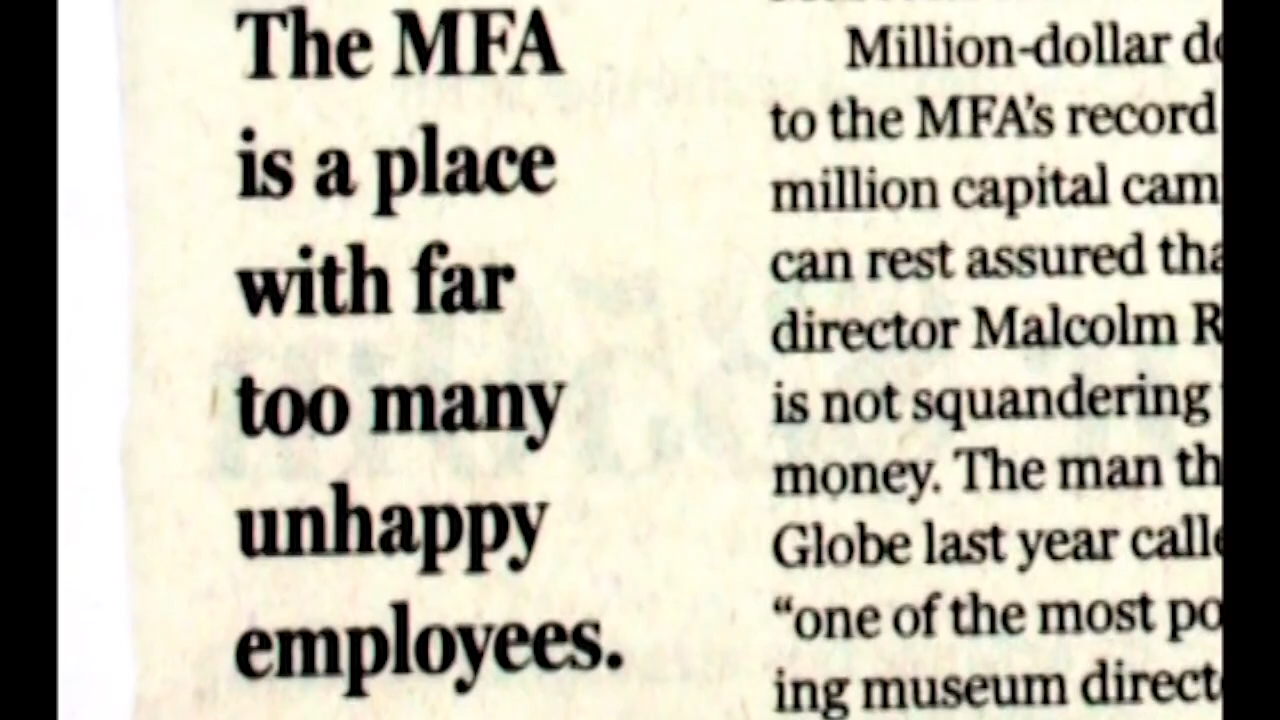 The MFA
is a place
with far
too many
unhappy
employees.
Million-dollar
to the MFA's record
million capital
can rest assured
director Malcolm
is not squandering
money. The man
Globe last year
“one of the most
ing museum